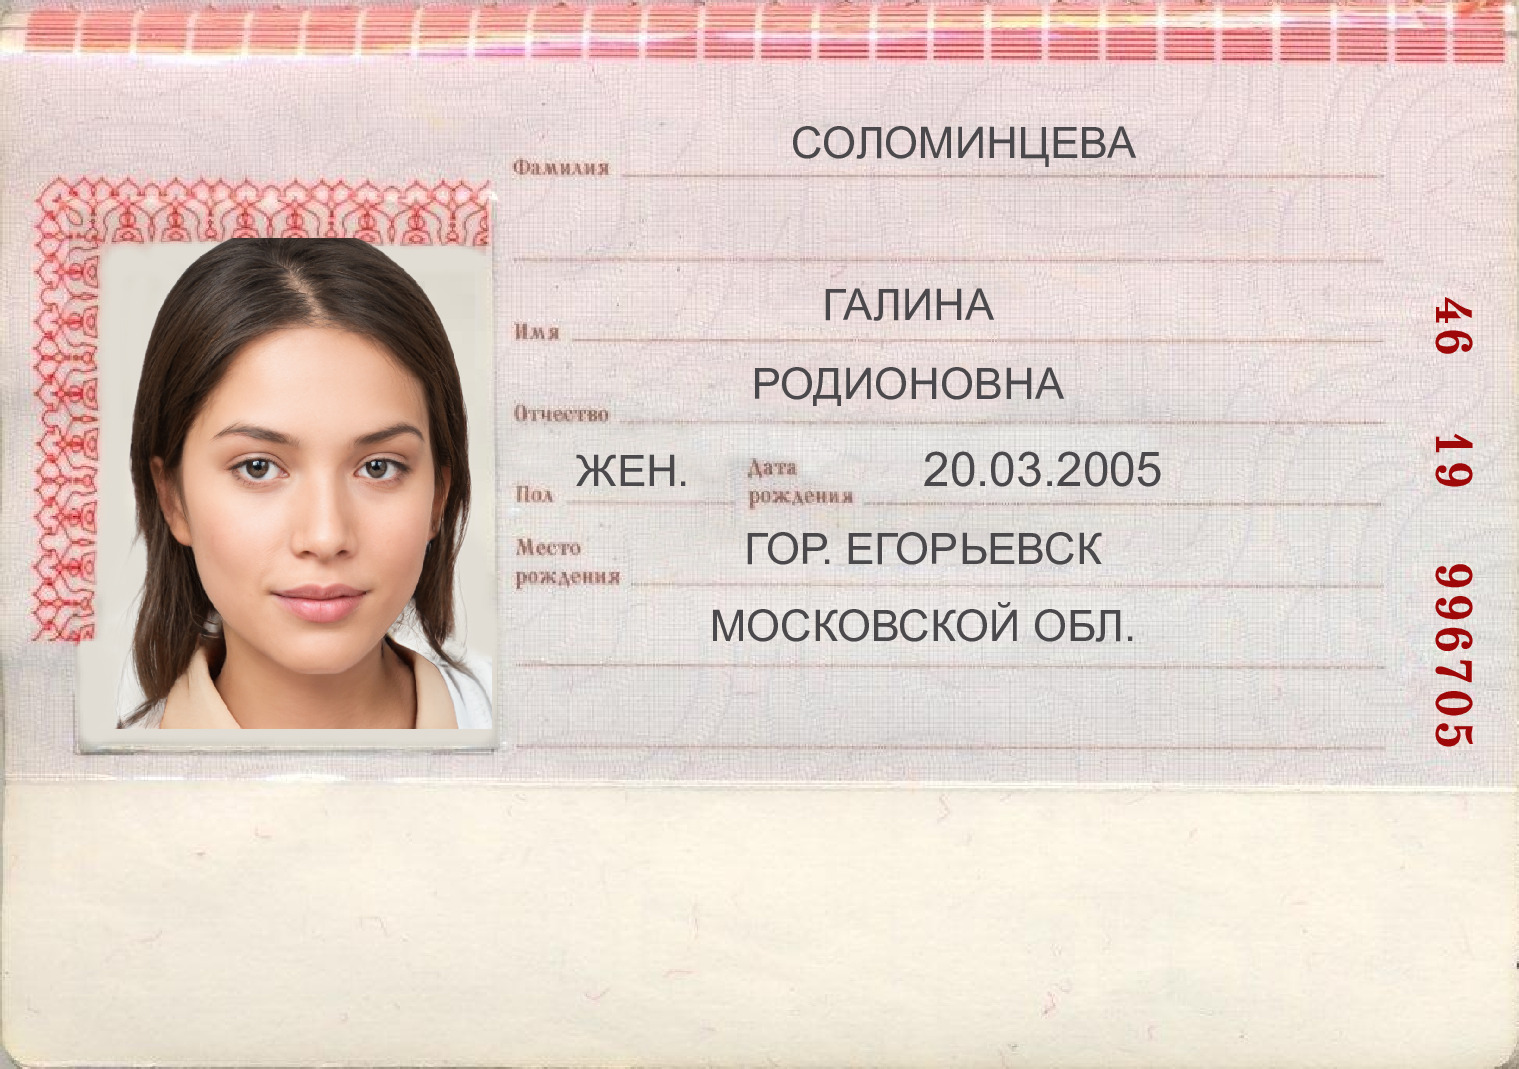 Фамилия СОЛОМИНЦЕВА
Имя ГАЛИНА
Отчество РОДИОНОВНА
Пол ЖЕН. Дата рождения 20.03.2005
Место рождения ГОР. ЕГОРЬЕВСК
МОСКОВСКОЙ ОБЛ.
46 19 996705